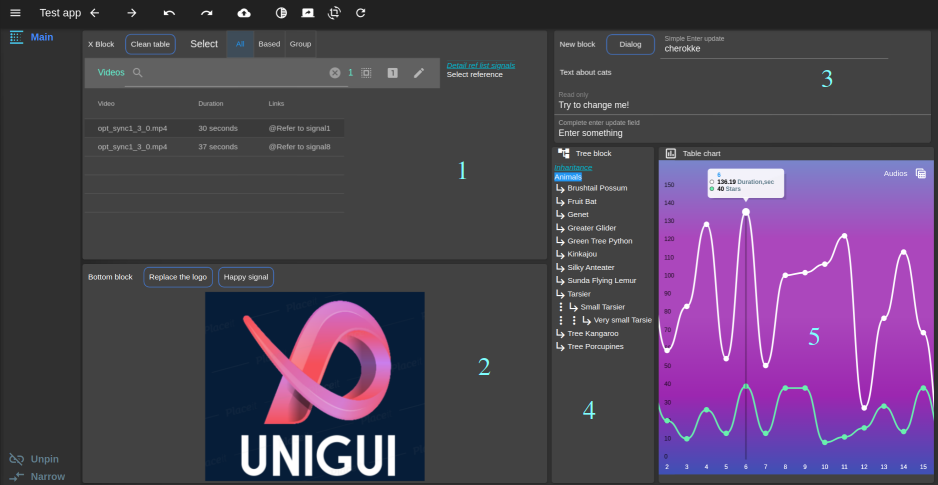 Test app
Main
X Block
Clean table
Select
All
Based
Group
Videos
1
1
Detail ref list signals
Select reference
Video Duration Links
opt_sync1_3_0.mp4 30 seconds @Refer to signal1
opt_sync1_3_0.mp4 37 seconds @Refer to signal8
1
Bottom block
Replace the logo
Happy signal
UNIGUI
2
New block
Dialog
Simple Enter update
cherokke
Text about cats
3
Read only
Try to change me!
Complete enter update field
Enter something
Tree block
Inheritance
Animals
Brushtail Possum
Fruit Bat
Genet
Greater Glider
Green Tree Python
Kinkajou
Silky Anteater
Sunda Flying Lemur
Tarsier
Small Tarsier
Very small Tarsie
Tree Kangaroo
Tree Porcupines
4
Table chart
Audios
6
136.19 Duration,sec
40 Stars
150
140
130
120
110
100
90
80
70
60
50
40
30
20
10
0
2 3 4 5 6 7 8 9 10 11 12 13 14 15
5
Unpin
Narrow